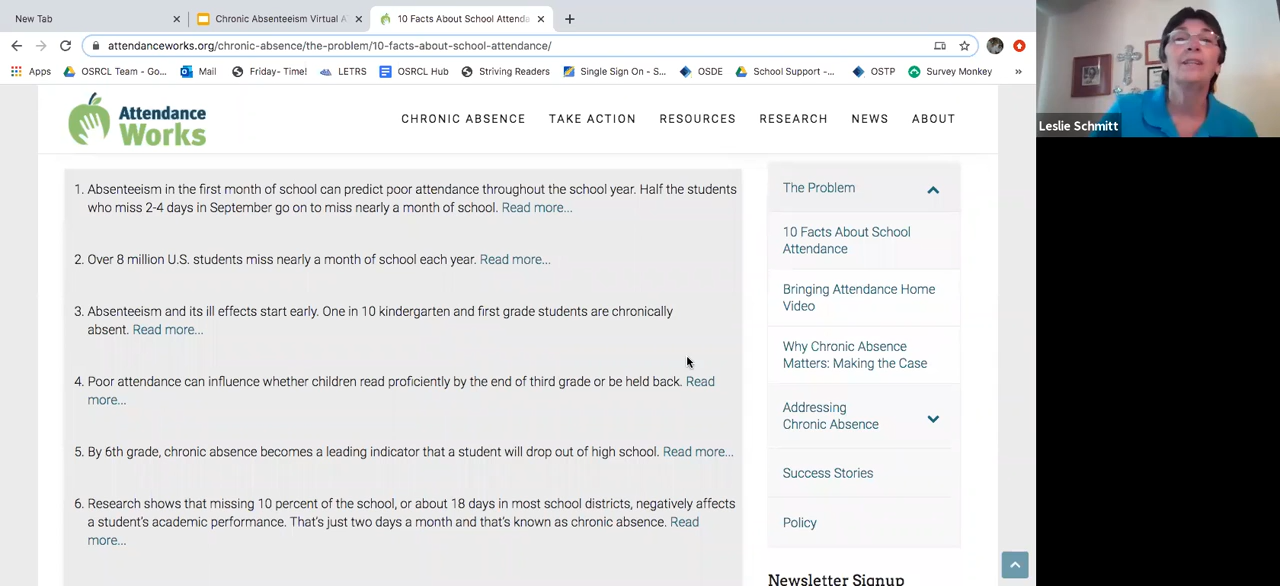 New Tab
Chronic Absenteeism Virtual A
10 Facts About School Attenda
attendanceworks.org/chronic-absence/the-problem/10-facts-about-school-attendance/
Apps
OSRCL Team - Go...
Mail
Friday- Time!
LETRS
OSRCL Hub
Striving Readers
Single Sign On - S...
OSDE
School Support -...
OSTP
Survey Monkey
»
Attendance
Works
CHRONIC ABSENCE
TAKE ACTION
RESOURCES
RESEARCH
NEWS
ABOUT
1. Absenteeism in the first month of school can predict poor attendance throughout the school year. Half the students
who miss 2-4 days in September go on to miss nearly a month of school. Read more...
2. Over 8 million U.S. students miss nearly a month of school each year. Read more...
3. Absenteeism and its ill effects start early. One in 10 kindergarten and first grade students are chronically
absent. Read more...
4. Poor attendance can influence whether children read proficiently by the end of third grade or be held back. Read
more...
5. By 6th grade, chronic absence becomes a leading indicator that a student will drop out of high school. Read more...
6. Research shows that missing 10 percent of the school, or about 18 days in most school districts, negatively affects
a student's academic performance. That's just two days a month and that's known as chronic absence. Read
more...
The Problem
10 Facts About School
Attendance
Bringing Attendance Home
Video
Why Chronic Absence
Matters: Making the Case
Addressing
Chronic Absence
Success Stories
Policy
Newsletter Signup
Leslie Schmitt